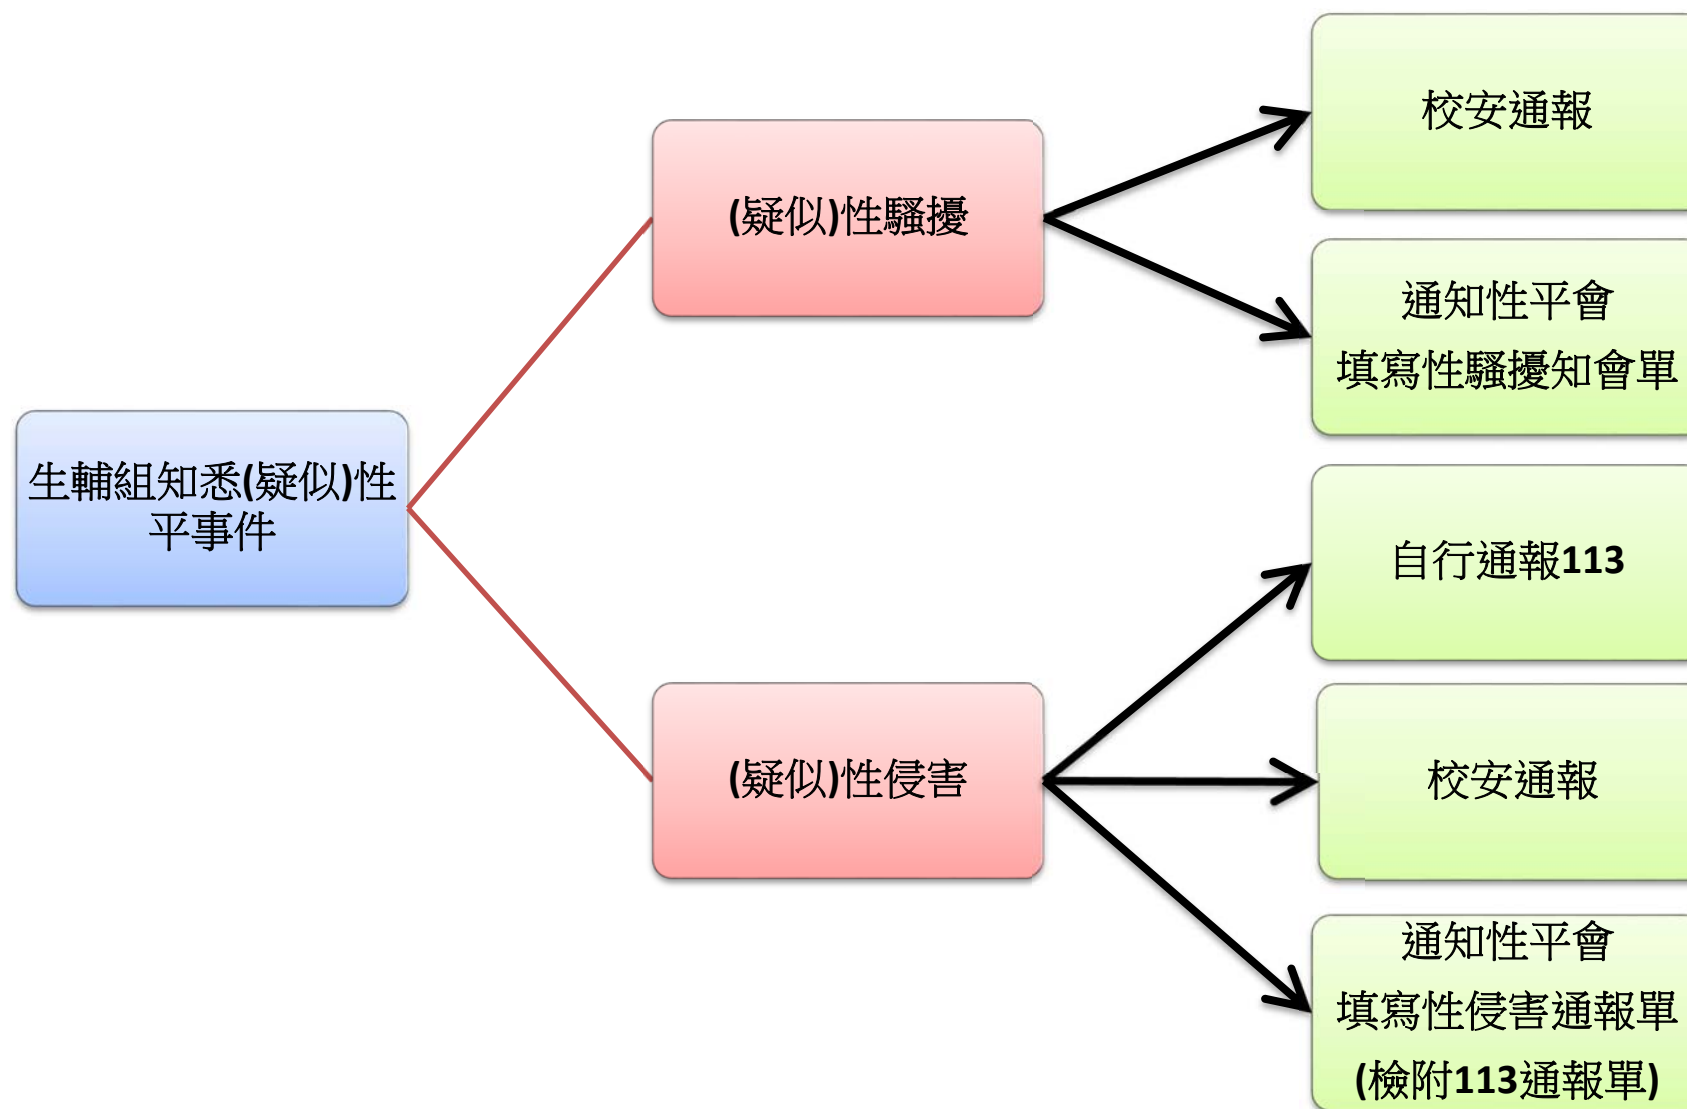 生輔組知悉(疑似)性
平事件
(疑似)性騷擾
校安通報
通知性平會
填寫性騷擾知會單
(疑似)性侵害
自行通報113
校安通報
通知性平會
填寫性侵害通報單
(檢附113通報單)